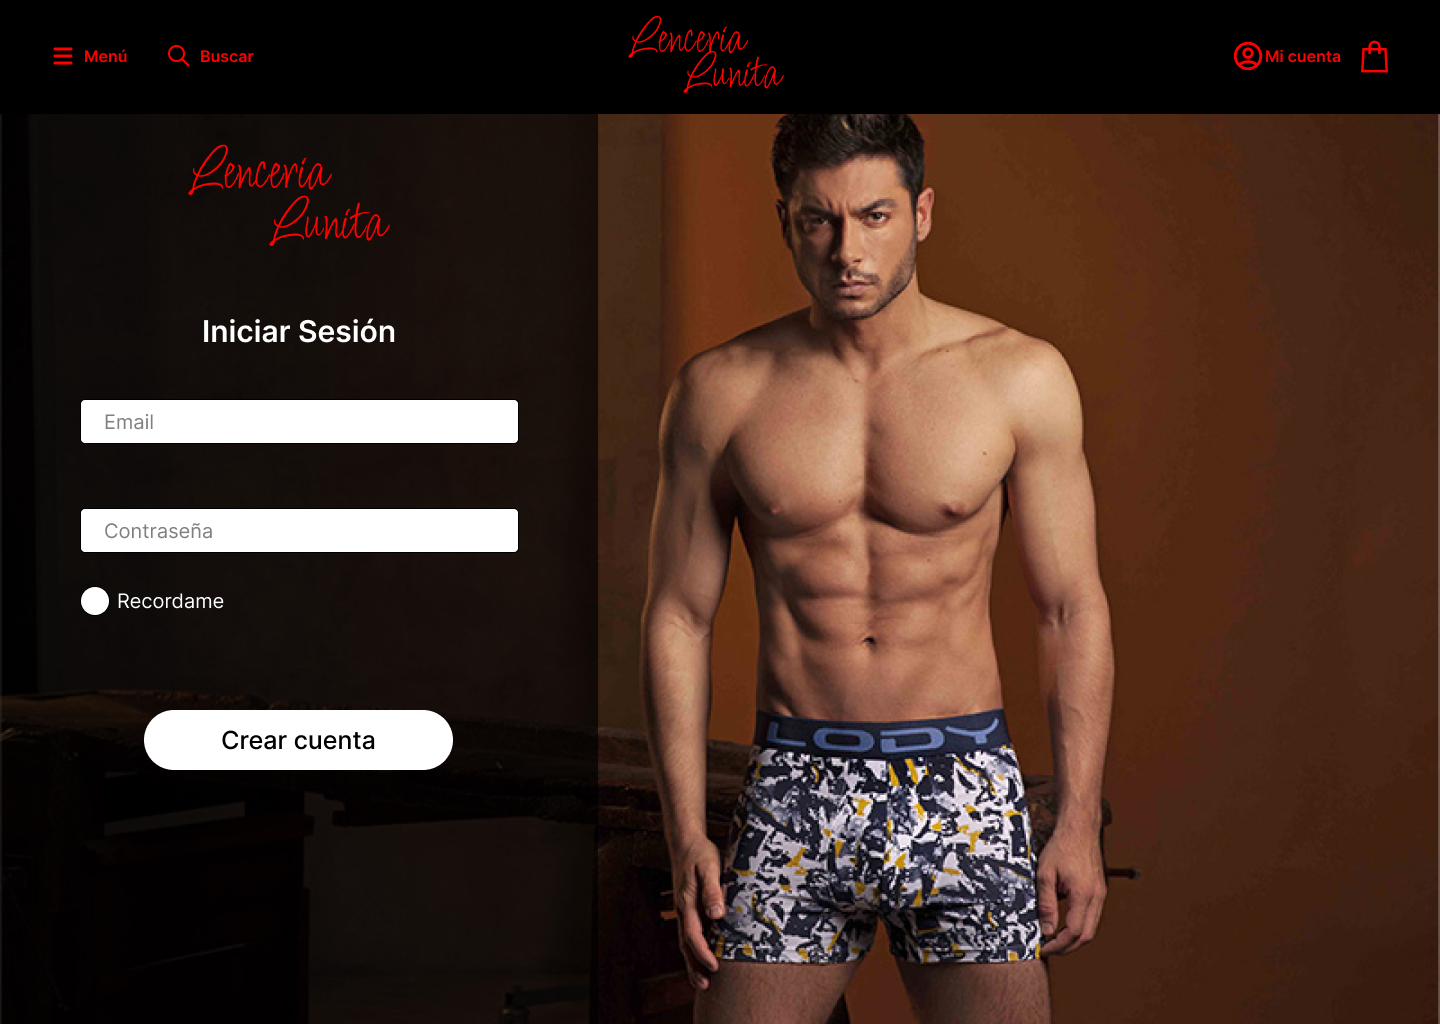 Menú
Buscar
Lenceria
Lunita
Mi cuenta
Lenceria
Lunita
Iniciar Sesión
Email
Contraseña
Recordame
Crear cuenta
LODY